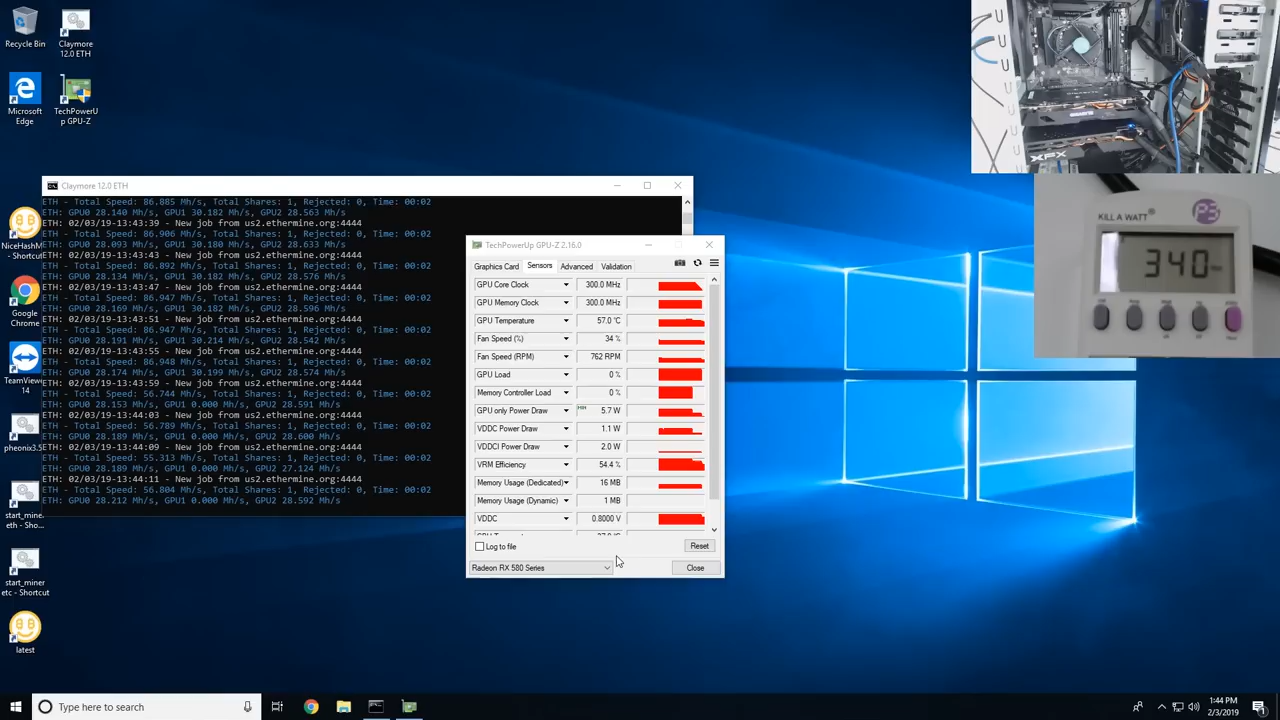 Recycle Bin
Claymore
12.0 ETH
Microsoft
Edge
TechPowerU
p GPU-Z
NiceHashM
- Shortcut
Google
Chrome
TeamViewer
14
pheonix3.5
start_miner
eth - Sho...
start_miner
etc - Shortcut
latest
Claymore 12.0 ETH
ETH - Total Speed: 86.885 Mh/s, Total Shares: 1, Rejected: 0, Time: 00:02
ETH: GPU0 28.140 Mh/s, GPU1 30.182 Mh/s, GPU2 28.563 Mh/s
ETH: 02/03/19-13:43:39 - New job from us2.ethermine.org:4444
ETH - Total Speed: 86.906 Mh/s, Total Shares: 1, Rejected: 0, Time: 00:02
ETH: GPU0 28.093 Mh/s, GPU1 30.180 Mh/s, GPU2 28.633 Mh/s
ETH: 02/03/19-13:43:43 - New job from us2.ethermine.org:4444
ETH - Total Speed: 86.892 Mh/s, Total Shares: 1, Rejected: 0, Time: 00:02
ETH: GPU0 28.134 Mh/s, GPU1 30.182 Mh/s, GPU2 28.576 Mh/s
ETH: 02/03/19-13:43:47 - New job from us2.ethermine.org:4444
ETH - Total Speed: 86.947 Mh/s, Total Shares: 1, Rejected: 0, Time: 00:02
ETH: GPU0 28.169 Mh/s, GPU1 30.182 Mh/s, GPU2 28.596 Mh/s
ETH: 02/03/19-13:43:51 - New job from us2.ethermine.org:4444
ETH - Total Speed: 86.947 Mh/s, Total Shares: 1, Rejected: 0, Time: 00:02
ETH: GPU0 28.191 Mh/s, GPU1 30.214 Mh/s, GPU2 28.542 Mh/s
ETH: 02/03/19-13:43:55 - New job from us2.ethermine.org:4444
ETH - Total Speed: 86.948 Mh/s, Total Shares: 1, Rejected: 0, Time: 00:02
ETH: GPU0 28.174 Mh/s, GPU1 30.199 Mh/s, GPU2 28.574 Mh/s
ETH: 02/03/19-13:43:59 - New job from us2.ethermine.org:4444
ETH - Total Speed: 56.744 Mh/s, Total Shares: 1, Rejected: 0, Time: 00:02
ETH: GPU0 28.153 Mh/s, GPU1 0.000 Mh/s, GPU2 28.591 Mh/s
ETH: 02/03/19-13:44:03 - New job from us2.ethermine.org:4444
ETH - Total Speed: 56.789 Mh/s, Total Shares: 1, Rejected: 0, Time: 00:02
ETH: GPU0 28.189 Mh/s, GPU1 0.000 Mh/s, GPU2 28.600 Mh/s
ETH: 02/03/19-13:44:09 - New job from us2.ethermine.org:4444
ETH - Total Speed: 55.313 Mh/s, Total Shares: 1, Rejected: 0, Time: 00:02
ETH: GPU0 28.189 Mh/s, GPU1 0.000 Mh/s, GPU2 27.124 Mh/s
ETH: 02/03/19-13:44:11 - New job from us2.ethermine.org:4444
ETH - Total Speed: 56.804 Mh/s, Total Shares: 1, Rejected: 0, Time: 00:02
ETH: GPU0 28.212 Mh/s, GPU1 0.000 Mh/s, GPU2 28.592 Mh/s
TechPowerUp GPU-Z 2.16.0
Graphics Card Sensors Advanced Validation
GPU Core Clock 300.0 MHz
GPU Memory Clock 300.0 MHz
GPU Temperature 57.0 °C
Fan Speed (%) 34 %
Fan Speed (RPM) 762 RPM
GPU Load 0 %
Memory Controller Load 0 %
GPU only Power Draw MIN 5.7 W
VDDC Power Draw 1.1 W
VDDCI Power Draw 2.0 W
VRM Efficiency 54.4 %
Memory Usage (Dedicated) 16 MB
Memory Usage (Dynamic) 1 MB
VDDC 0.8000 V
Log to file Reset
Radeon RX 580 Series Close
XFX
P3
KILL A WATT
340
Type here to search
1:44 PM
2/3/2019
1